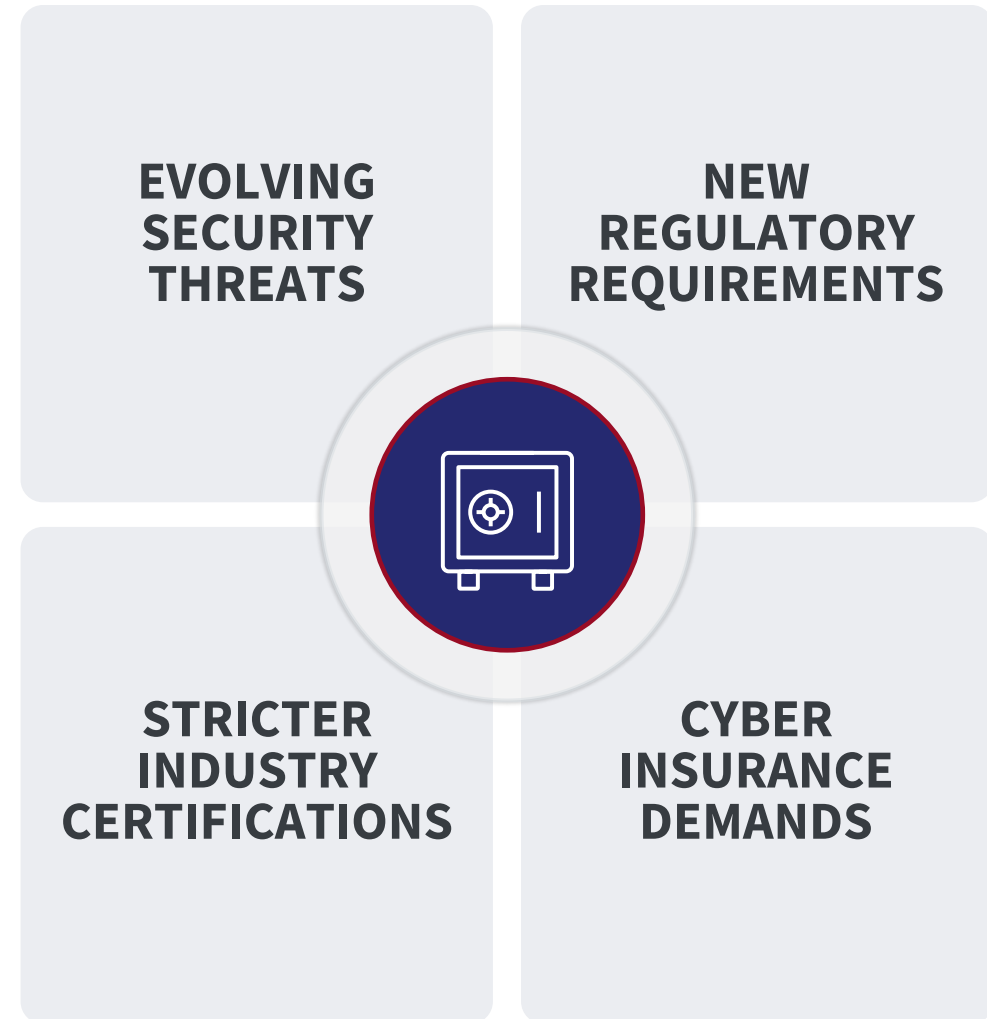 EVOLVING
SECURITY
THREATS
NEW
REGULATORY
REQUIREMENTS
STRICTER
INDUSTRY
CERTIFICATIONS
CYBER
INSURANCE
DEMANDS